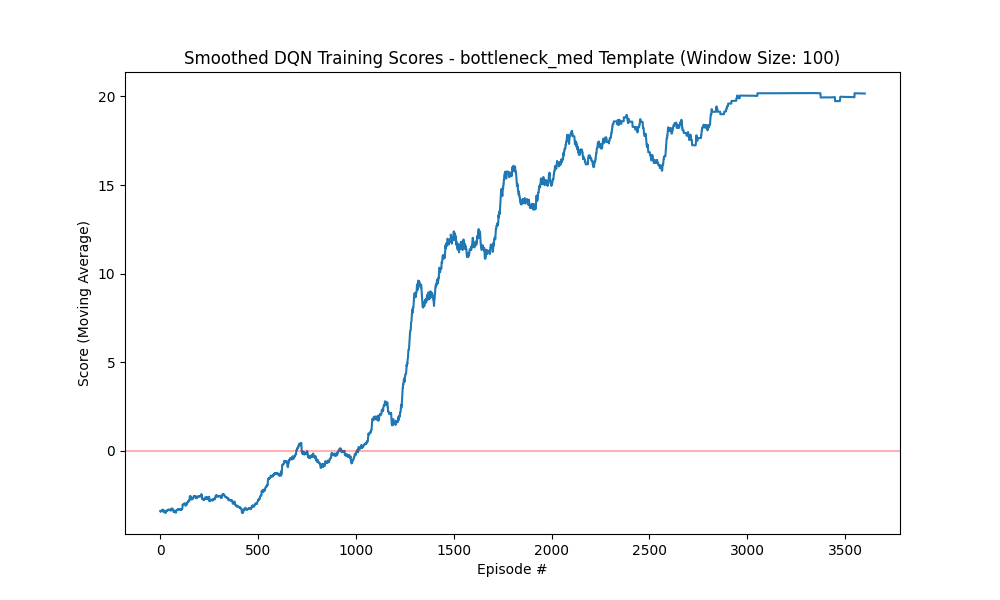 Smoothed DQN Training Scores - bottleneck_med Template (Window Size: 100)
20
15
10
5
0
Score (Moving Average)
0 500 1000 1500 2000 2500 3000 3500
Episode #